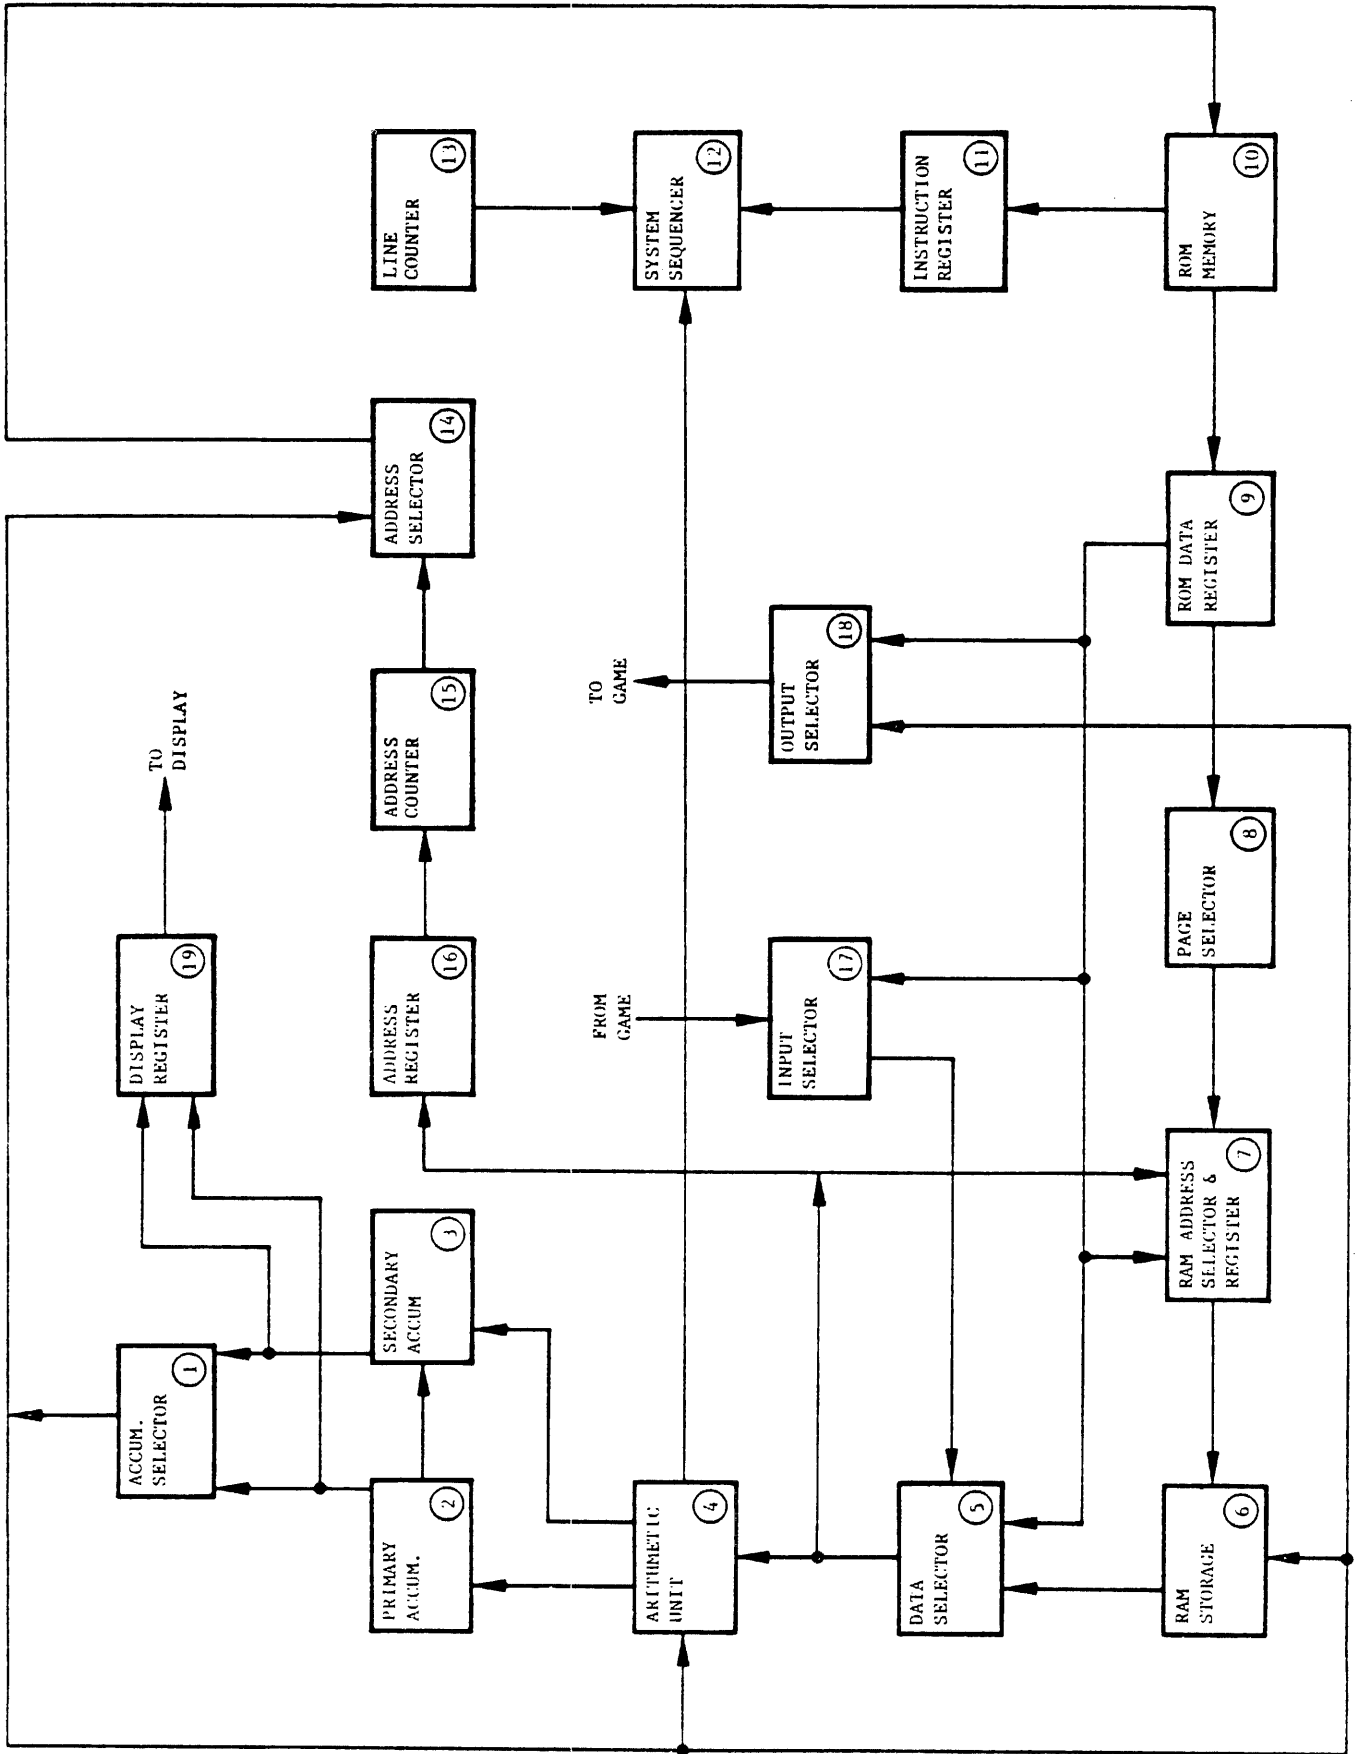 ACCUM.
SELECTOR
1
DISPLAY
REGISTER
19
TO
DISPLAY
PRIMARY
ACCUM.
2
SECONDARY
ACCUM
3
ADDRESS
REGISTER
16
ADDRESS
COUNTER
15
ADDRESS
SELECTOR
14
LINE
COUNTER
13
ARITHMETIC
UNIT
4
FROM
GAME
TO
GAME
SYSTEM
SEQUENCER
12
INPUT
SELECTOR
17
OUTPUT
SELECTOR
18
DATA
SELECTOR
5
INSTRUCTION
REGISTER
11
RAM
STORAGE
6
RAM ADDRESS
SELECTOR &
REGISTER
7
PAGE
SELECTOR
8
ROM DATA
REGISTER
9
ROM
MEMORY
10